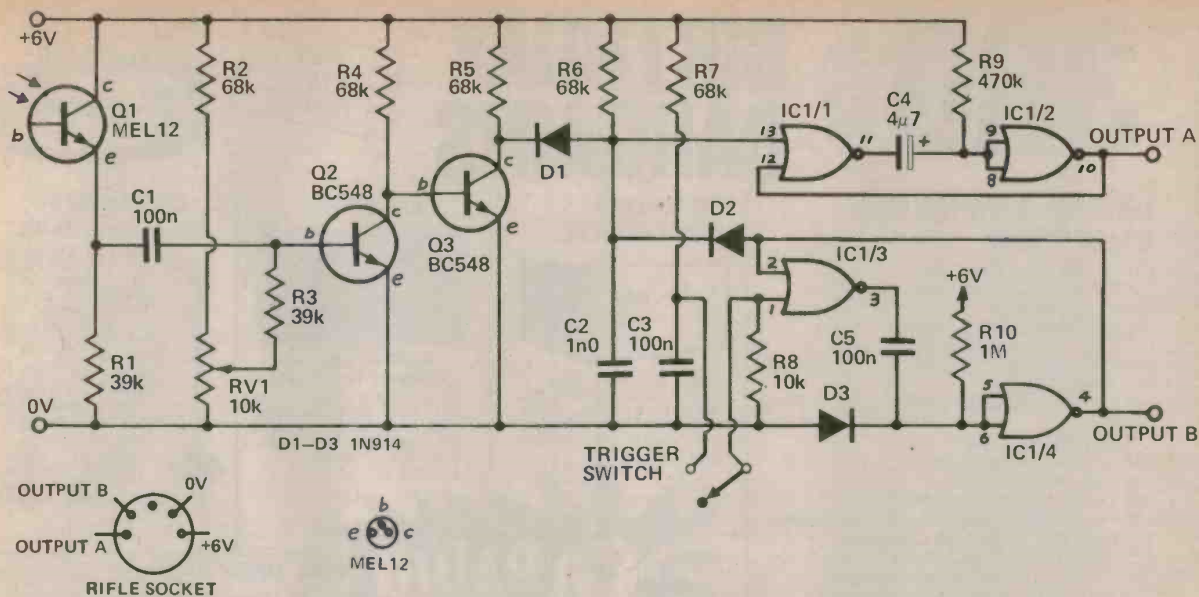 +6V
Q1
MEL12
b
c
e
C1
100n
R1
39k
0V
R2
68k
RV1
10k
R3
39k
R4
68k
Q2
BC548
b
c
e
R5
68k
Q3
BC548
b
c
e
D1
R6
68k
R7
68k
C2
1n0
C3
100n
D2
R8
10k
D3
TRIGGER
SWITCH
D1–D3 1N914
13
12
IC1/1
11
C4
4μ7
+
R9
470k
IC1/2
9
8
10
OUTPUT A
2
1
IC1/3
3
C5
100n
+6V
R10
1M
5
6
4
IC1/4
OUTPUT B
OUTPUT B
0V
OUTPUT A
+6V
RIFLE SOCKET
b
e
c
MEL12